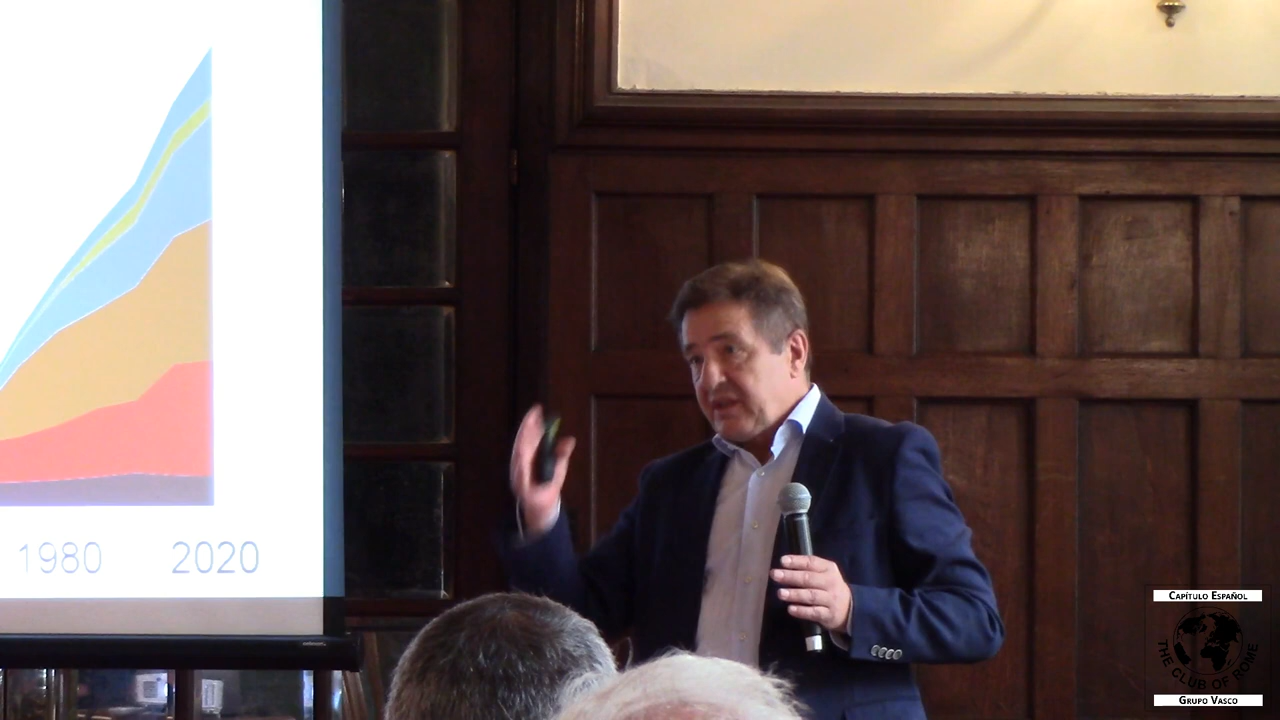 1980 2020
CAPÍTULO ESPAÑOL
THE CLUB OF ROME
GRUPO VASCO